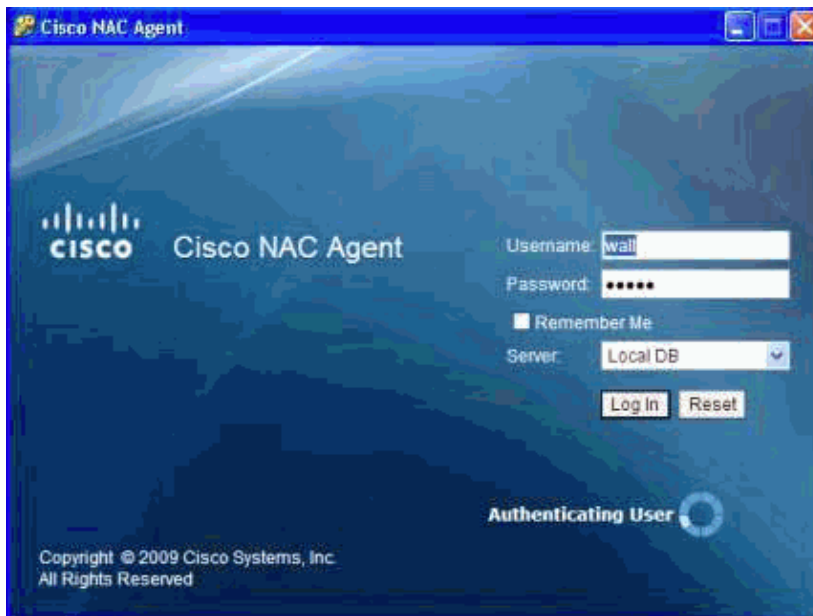 Cisco NAC Agent
CISCO
Cisco NAC Agent
Username: wall
Password: •••••
Remember Me
Server: Local DB
Log In Reset
Authenticating User
Copyright © 2009 Cisco Systems, Inc.
All Rights Reserved